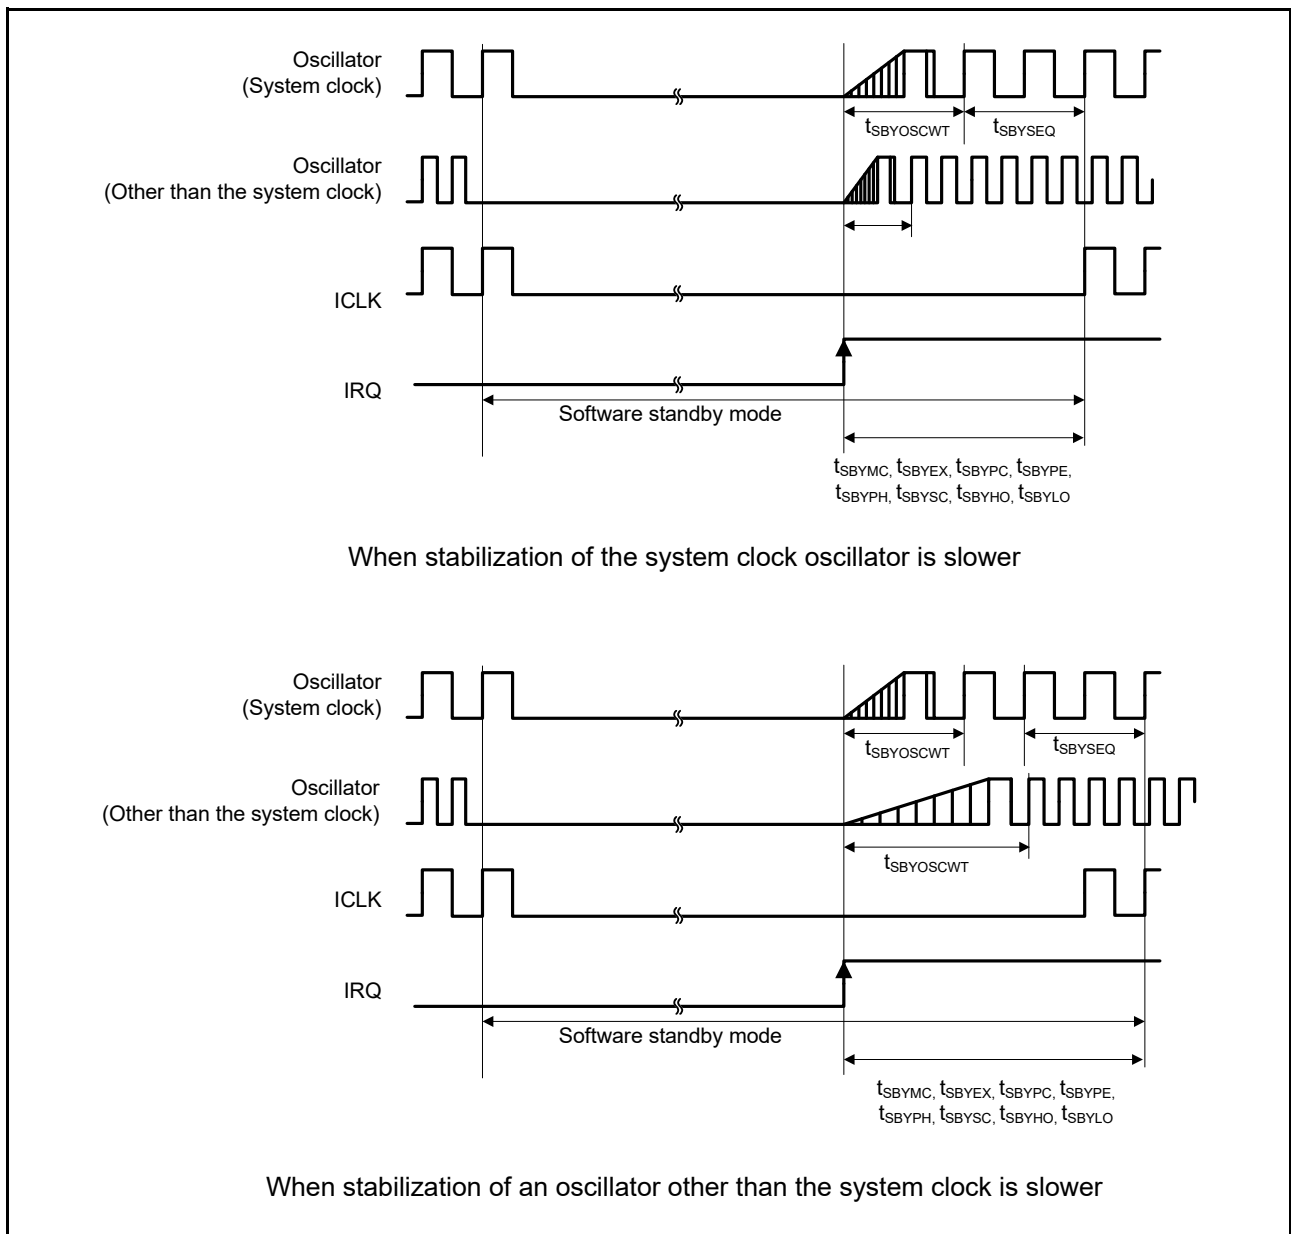 Oscillator
(System clock)
tSBYOSCWT
tSBYSEQ
Oscillator
(Other than the system clock)
ICLK
IRQ
Software standby mode
tSBYMC, tSBYEX, tSBYPC, tSBYPE,
tSBYPH, tSBYSC, tSBYHO, tSBYLO
When stabilization of the system clock oscillator is slower
Oscillator
(System clock)
tSBYOSCWT
tSBYSEQ
Oscillator
(Other than the system clock)
tSBYOSCWT
ICLK
IRQ
Software standby mode
tSBYMC, tSBYEX, tSBYPC, tSBYPE,
tSBYPH, tSBYSC, tSBYHO, tSBYLO
When stabilization of an oscillator other than the system clock is slower